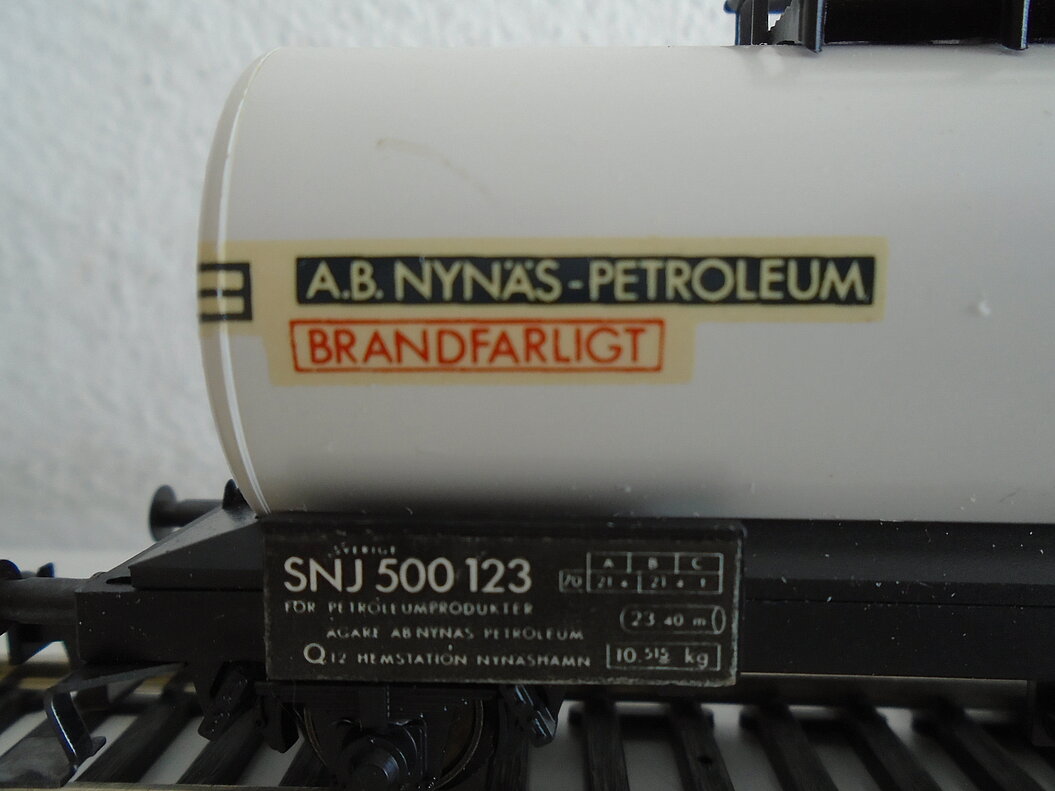 A.B. NYNÄS-PETROLEUM
BRANDFARLIGT
SVERIGE
SNJ 500 123
FÖR PETROLEUMPRODUKTER
ÄGARE AB NYNÄS PETROLEUM
Q12 HEMSTATION NYNÄSHAMN
A B C
21 21
23 40 m
10.515 kg